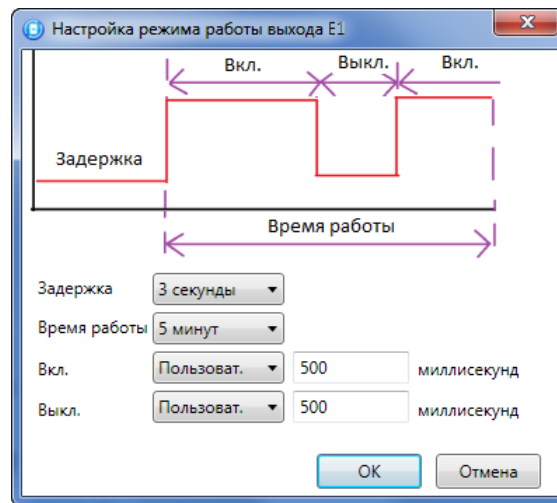 Настройка режима работы выхода E1
Вкл. Выкл. Вкл.
Задержка
Время работы
Задержка 3 секунды
Время работы 5 минут
Вкл. Пользоват. 500 миллисекунд
Выкл. Пользоват. 500 миллисекунд
OK Отмена